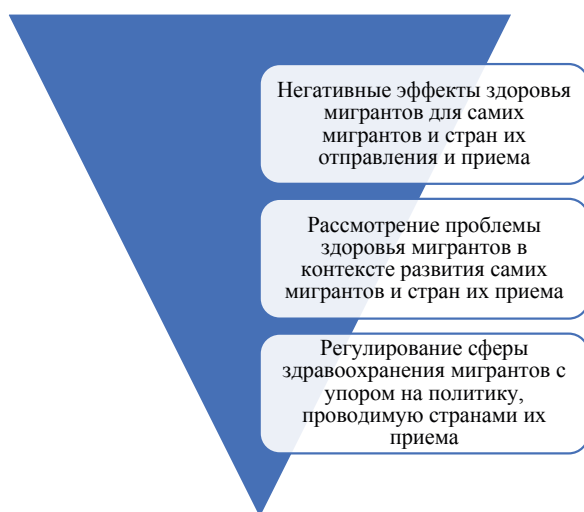 Негативные эффекты здоровья
мигрантов для самих
мигрантов и стран их
отправления и приема
Рассмотрение проблемы
здоровья мигрантов в
контексте развития самих
мигрантов и стран их приема
Регулирование сферы
здравоохранения мигрантов с
упором на политику,
проводимую странами их
приема